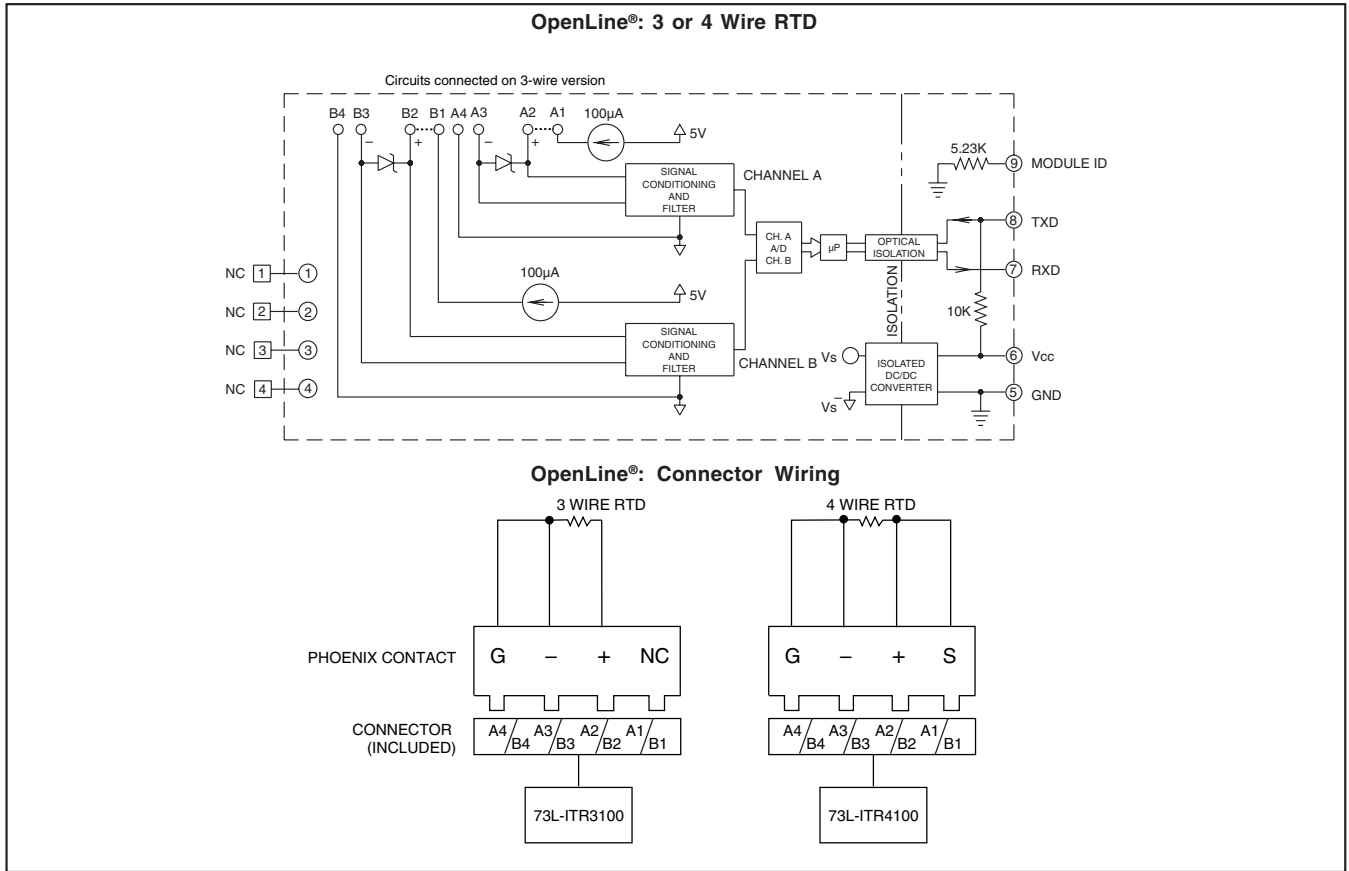 OpenLine®: 3 or 4 Wire RTD
Circuits connected on 3-wire version
B4 B3 B2 B1 A4 A3 A2 A1 100µA
5V
− + − +
5.23K
9 MODULE ID
SIGNAL
CONDITIONING
AND
FILTER
CHANNEL A
8 TXD
CH. A
A/D
CH. B
µP
OPTICAL
ISOLATION
7 RXD
NC 1 1
100µA
5V
ISOLATION
10K
NC 2 2
SIGNAL
CONDITIONING
AND
FILTER
CHANNEL B
NC 3 3
Vs
ISOLATED
DC/DC
CONVERTER
6 Vcc
NC 4 4
Vs−
5 GND
OpenLine®: Connector Wiring
3 WIRE RTD
4 WIRE RTD
PHOENIX CONTACT
G − + NC
G − + S
CONNECTOR
(INCLUDED)
A4/B4 A3/B3 A2/B2 A1/B1
A4/B4 A3/B3 A2/B2 A1/B1
73L-ITR3100
73L-ITR4100